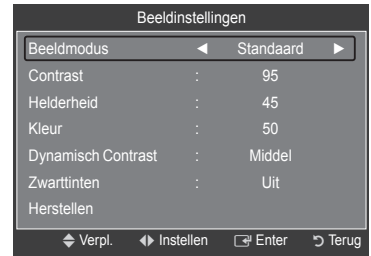 Beeldinstellingen
Beeldmodus ◄ Standaard ►
Contrast : 95
Helderheid : 45
Kleur : 50
Dynamisch Contrast : Middel
Zwarttinten : Uit
Herstellen
Verpl. Instellen Enter Terug